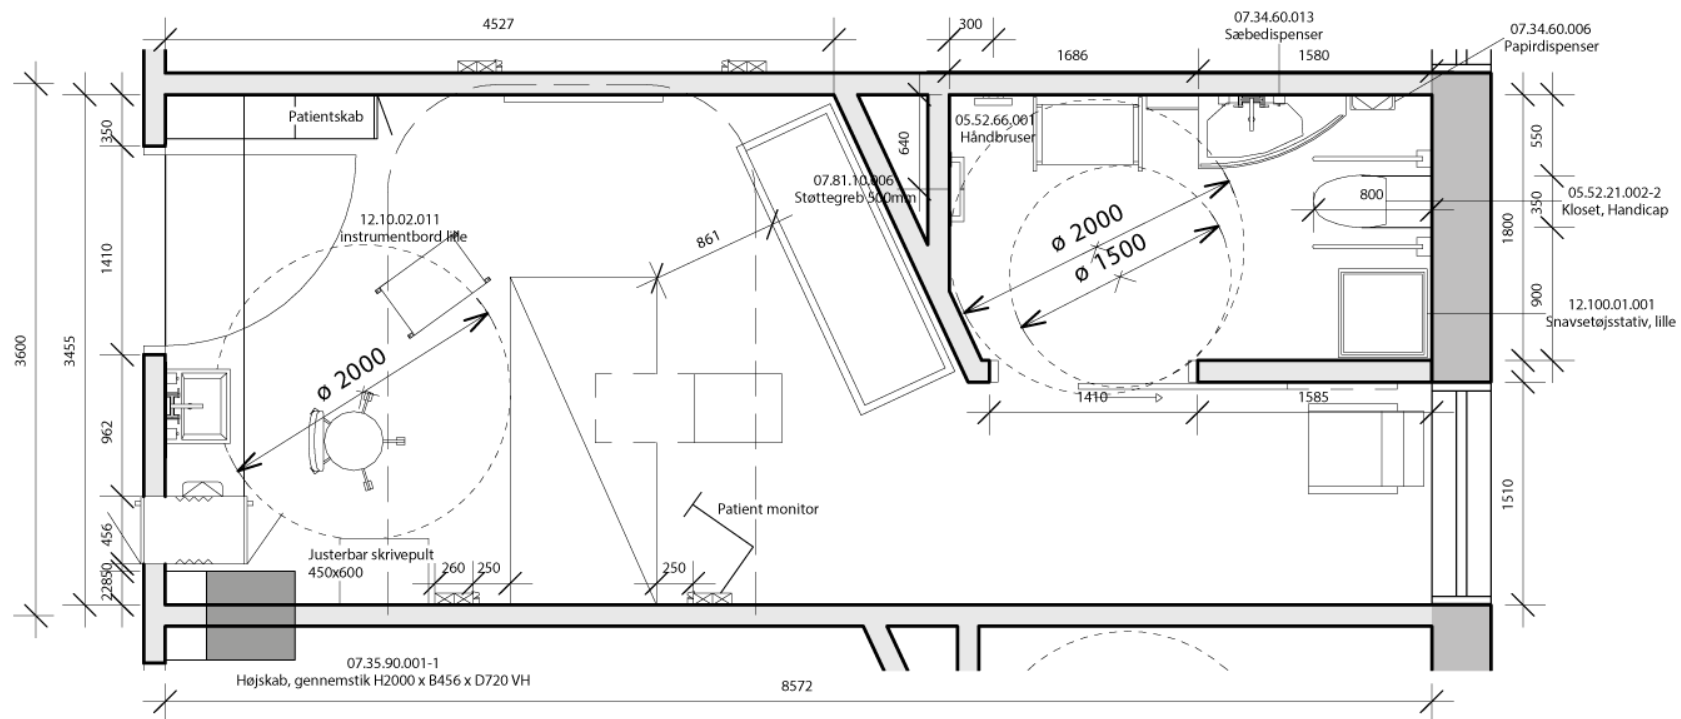 4527
300
07.34.60.013
Sæbedispenser
07.34.60.006
Papirdispenser
1686
1580
Patientskab
350
05.52.66.001
Håndbruser
640
550
07.81.10.006
Støttegreb 500mm
800
350
05.52.21.002-2
Kloset, Handicap
1800
12.10.02.011
instrumentbord lille
861
ø 2000
ø 1500
1410
900
12.100.01.001
Snavsetøjsstativ, lille
3600
3455
ø 2000
1410
1585
962
1510
Patient monitor
456
Justerbar skrivepult
450x600
260
250
250
07.35.90.001-1
Højskab, gennemstik H2000 x B456 x D720 VH
8572